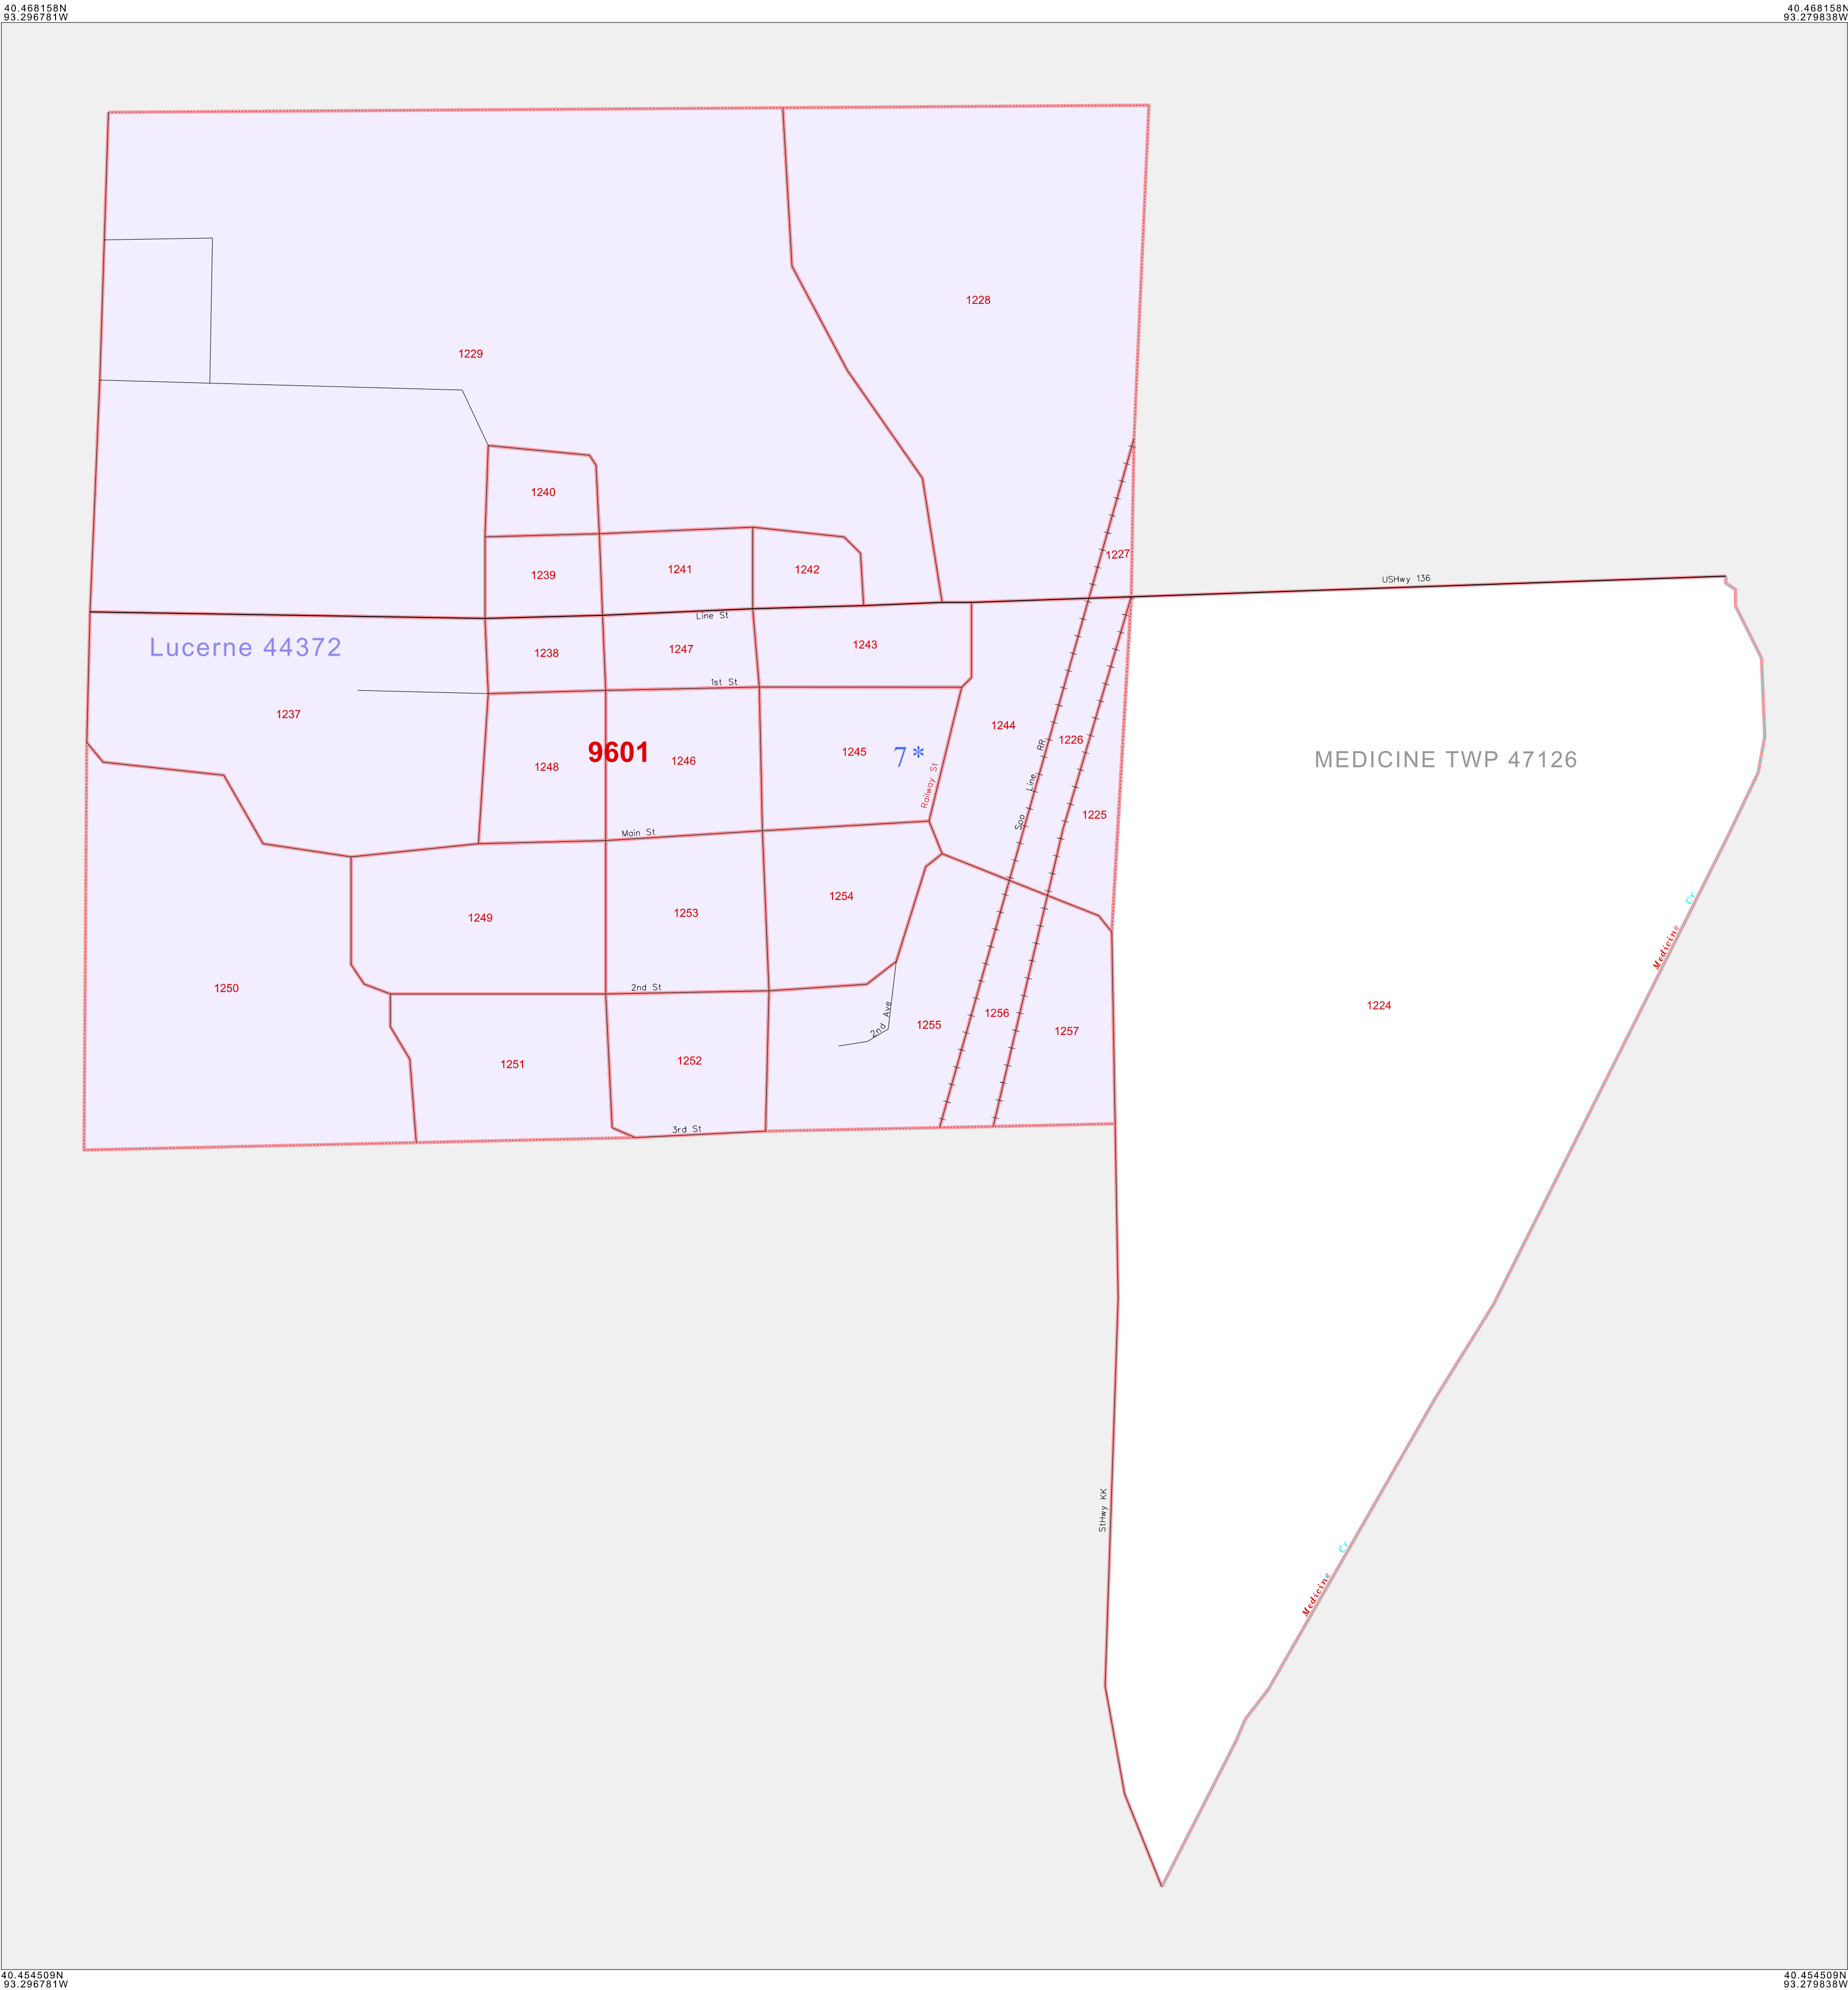 40.468158N
93.296781W
40.468158N
93.279838W
1228
1229
1240
1227
1239
1241
1242
USHwy 136
Line St
Lucerne 44372
1238
1247
1243
1st St
1237
1244
RR
1226
9601
1248
1246
1245
7*
MEDICINE TWP 47126
Railway St
Line
Soo
1225
Main St
Cr
1254
1253
1249
Medicine
2nd St
1250
1224
2nd Ave
1256
1255
1257
1252
1251
3rd St
StHwy KK
Cr
Medicine
40.454509N
93.296781W
40.454509N
93.279838W